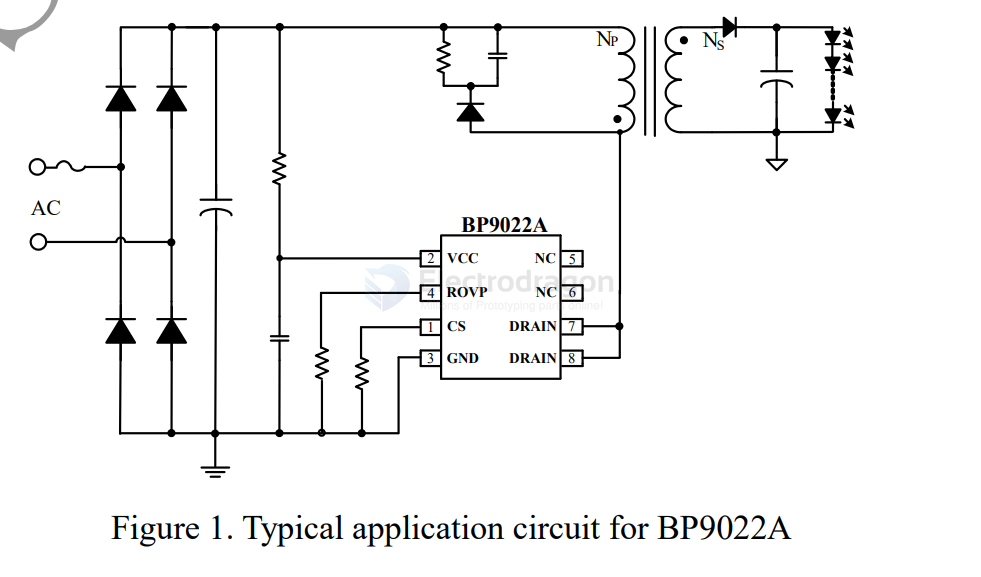 NP
NS
AC
BP9022A
2 VCC NC 5
Electrodragon
4 ROVP NC 6
1 CS DRAIN 7
3 GND DRAIN 8
Figure 1. Typical application circuit for BP9022A